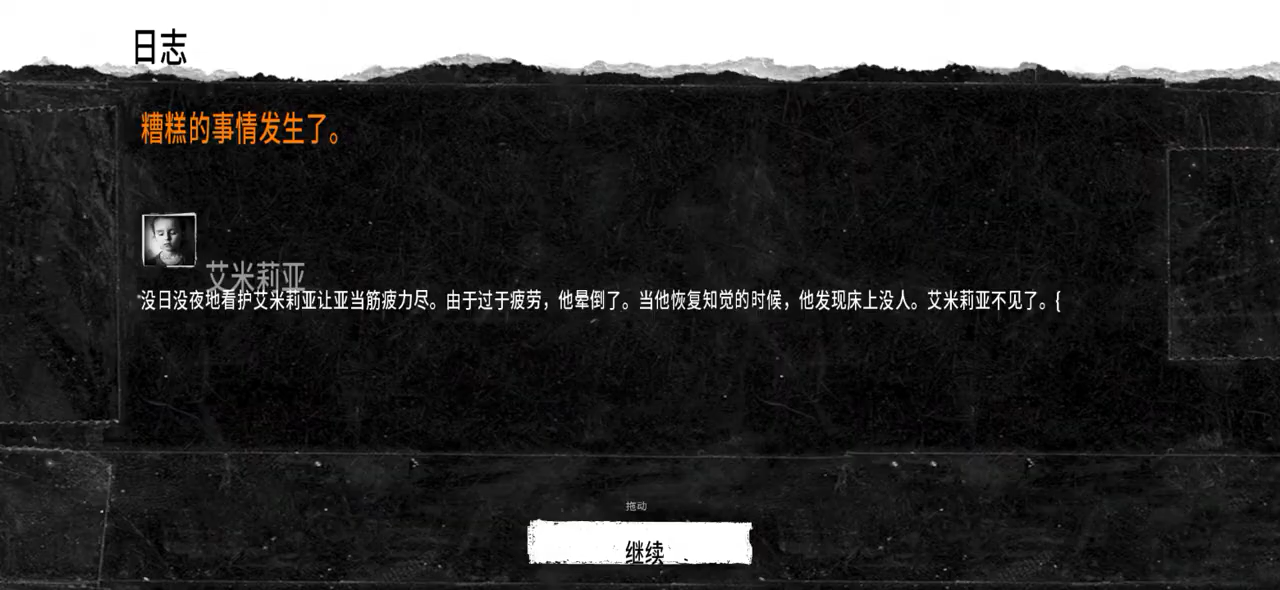 日志
糟糕的事情发生了。
艾米莉亚
没日没夜地看护艾米莉亚让亚当筋疲力尽。由于过于疲劳，他晕倒了。当他恢复知觉的时候，他发现床上没人。艾米莉亚不见了。{
拖动
继续